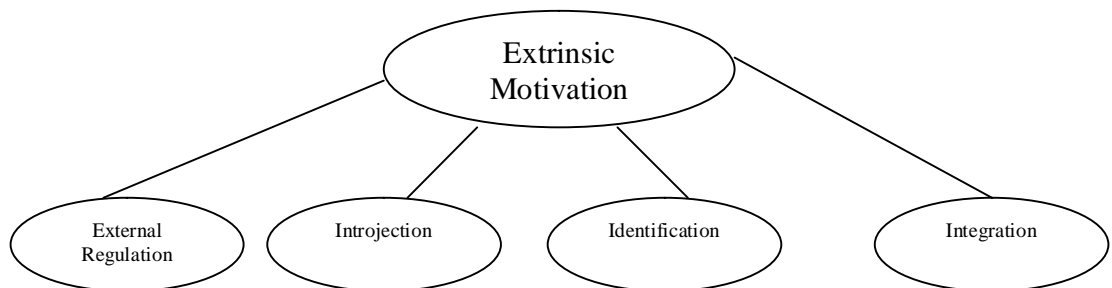 Extrinsic
Motivation
External
Regulation
Introjection
Identification
Integration